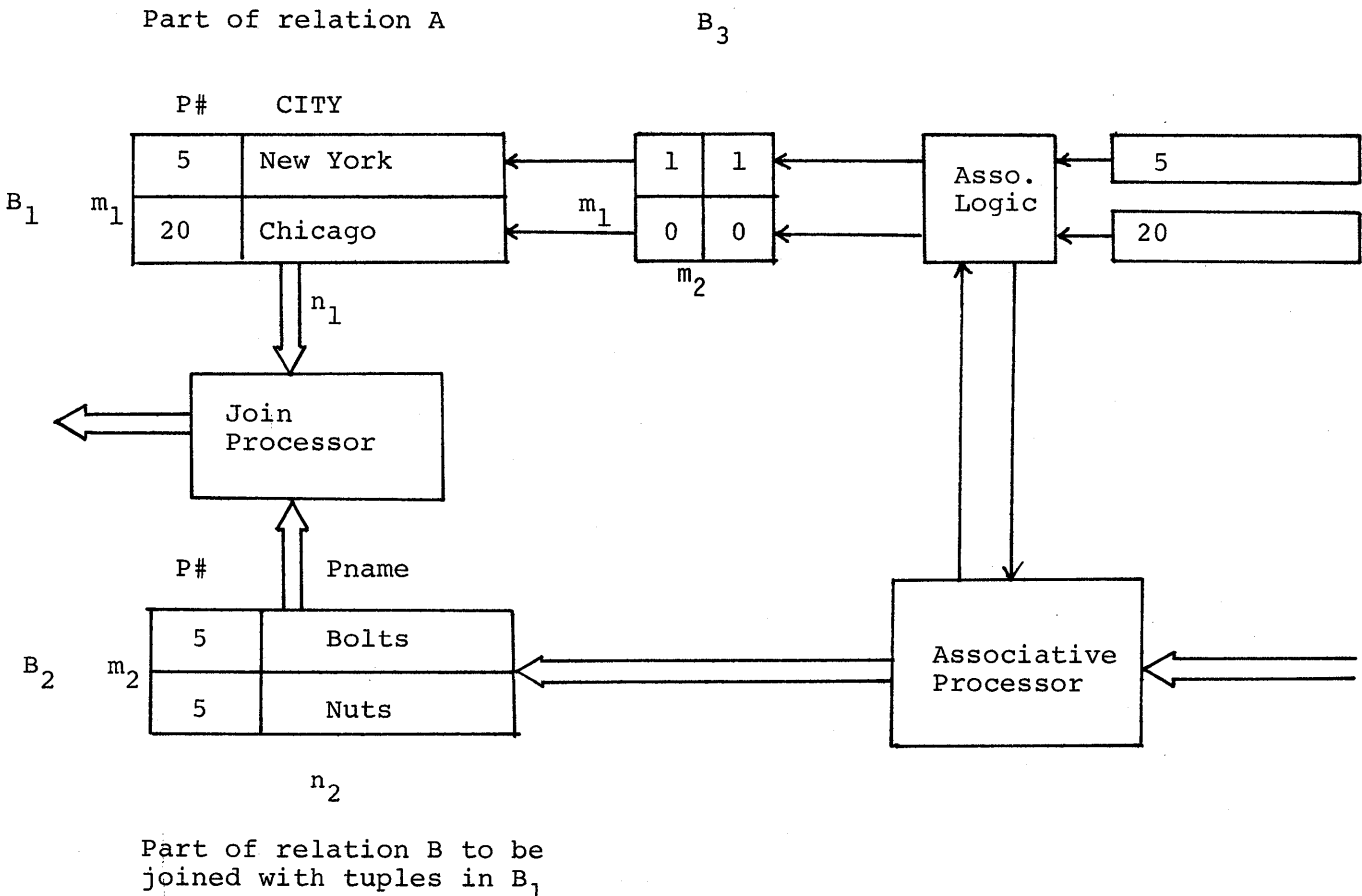 Part of relation A
B3
P# CITY
5 New York
20 Chicago
B1 m1
m1
1 1
0 0
m2
Asso.
Logic
5
20
n1
Join
Processor
P# Pname
B2 m2
5 Bolts
5 Nuts
Associative
Processor
n2
Part of relation B to be
joined with tuples in B1